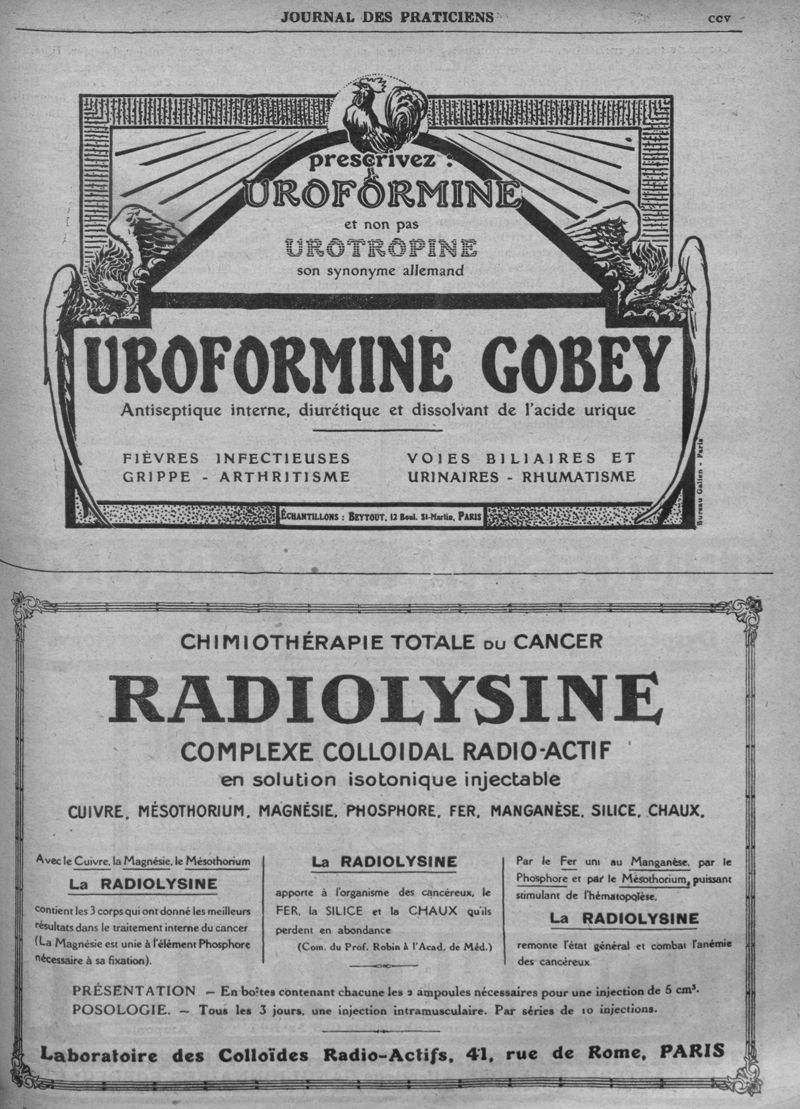 JOURNAL DES PRATICIENS
CCV
prescrivez :
UROFORMINE
et non pas
UROTROPINE
son synonyme allemand
UROFORMINE GOBEY
Antiseptique interne, diurétique et dissolvant de l'acide urique
FIÈVRES INFECTIEUSES
GRIPPE - ARTHRITISME
VOIES BILIAIRES ET
URINAIRES - RHUMATISME
ÉCHANTILLONS : BEYTOUT, 12 Boul. St-Martin, PARIS
Bureau Galien - Paris
CHIMIOTHÉRAPIE TOTALE DU CANCER
RADIOLYSINE
COMPLEXE COLLOIDAL RADIO-ACTIF
en solution isotonique injectable
CUIVRE, MÉSOTHORIUM, MAGNÉSIE, PHOSPHORE, FER, MANGANÈSE, SILICE, CHAUX.
Avec le Cuivre, la Magnésie, le Mésothorium
La RADIOLYSINE
contient les 3 corps qui ont donné les meilleurs
résultats dans le traitement interne du cancer
(La Magnésie est unie à l'élément Phosphore
nécessaire à sa fixation).
La RADIOLYSINE
apporte à l'organisme des cancéreux, le
FER, la SILICE et la CHAUX qu'ils
perdent en abondance
(Com. du Prof. Robin à l'Acad. de Méd.)
Par le Fer uni au Manganèse, par le
Phosphore et par le Mésothorium, puissant
stimulant de l'hématopoïèse,
La RADIOLYSINE
remonte l'état général et combat l'anémie
des cancéreux
PRÉSENTATION — En boîtes contenant chacune les 2 ampoules nécessaires pour une injection de 5 cm³.
POSOLOGIE. — Tous les 3 jours, une injection intramusculaire. Par séries de 10 injections.
Laboratoire des Colloïdes Radio-Actifs, 41, rue de Rome, PARIS